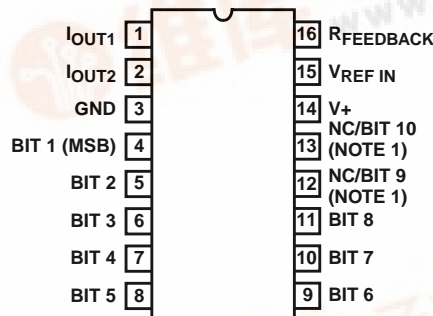 IOUT1 1
16 RFEEDBACK
IOUT2 2
15 VREF IN
GND 3
14 V+
BIT 1 (MSB) 4
13 NC/BIT 10
(NOTE 1)
BIT 2 5
12 NC/BIT 9
(NOTE 1)
BIT 3 6
11 BIT 8
BIT 4 7
10 BIT 7
BIT 5 8
9 BIT 6